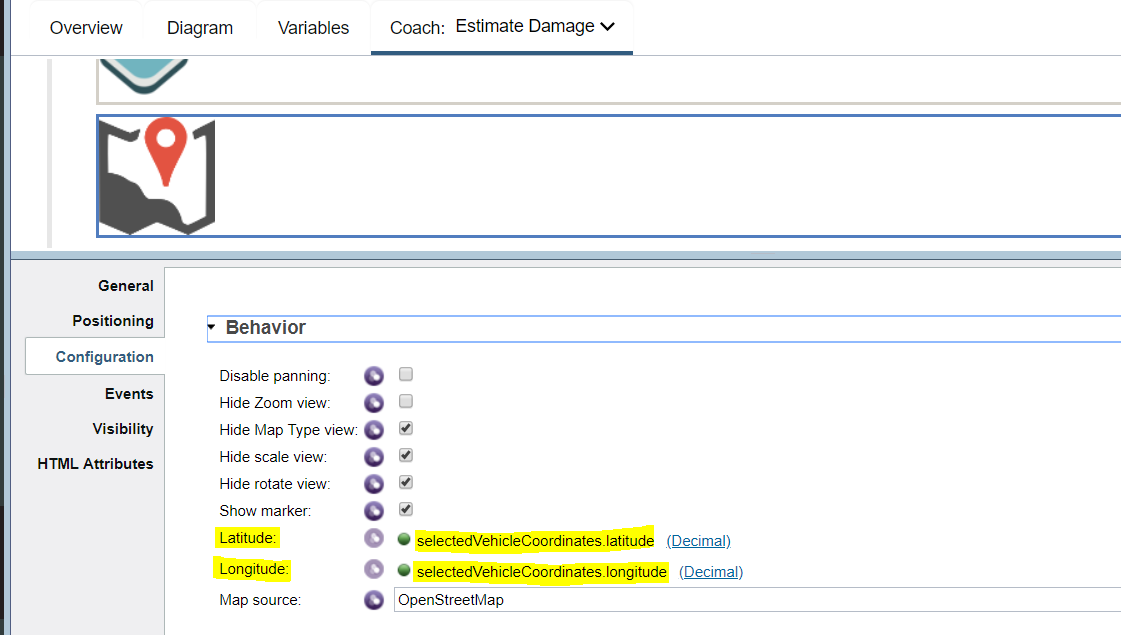 Overview Diagram Variables Coach: Estimate Damage
General
Positioning
Configuration
Events
Visibility
HTML Attributes
Behavior
Disable panning:
Hide Zoom view:
Hide Map Type view:
Hide scale view:
Hide rotate view:
Show marker:
Latitude: selectedVehicleCoordinates.latitude (Decimal)
Longitude: selectedVehicleCoordinates.longitude (Decimal)
Map source: OpenStreetMap